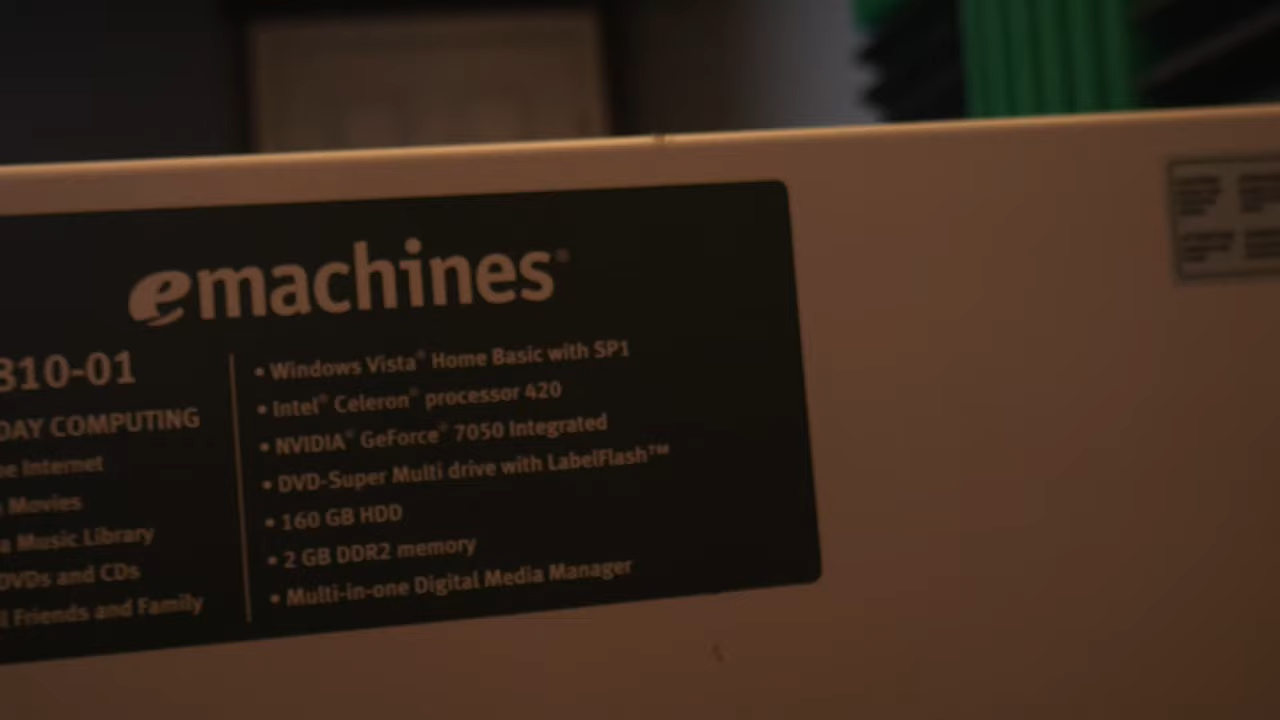 emachines®
810-01
DAY COMPUTING
Internet
Movies
Music Library
DVDs and CDs
Friends and Family
• Windows Vista® Home Basic with SP1
• Intel® Celeron® processor 420
• NVIDIA® GeForce® 7050 Integrated
• DVD-Super Multi drive with LabelFlash™
• 160 GB HDD
• 2 GB DDR2 memory
• Multi-in-one Digital Media Manager